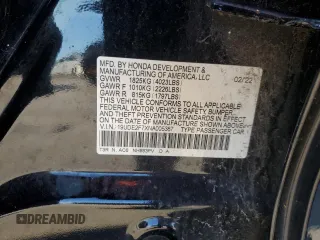 MFD. BY HONDA DEVELOPMENT & 02/22
MANUFACTURING OF AMERICA, LLC
GVWR 1825KG 4023LBS
GAWR F 1010KG 2226LBS
GAWR R 815KG 1797LBS
THIS VEHICLE CONFORMS TO ALL APPLICABLE
FEDERAL MOTOR VEHICLE SAFETY, BUMPER,
AND THEFT PREVENTION STANDARDS IN EFFECT
ON THE DATE OF MANUFACTURE SHOWN ABOVE.
V.I.N.: 19UDE2F7XNA005387 TYPE: PASSENGER CAR
NH893PV
DREAMBID